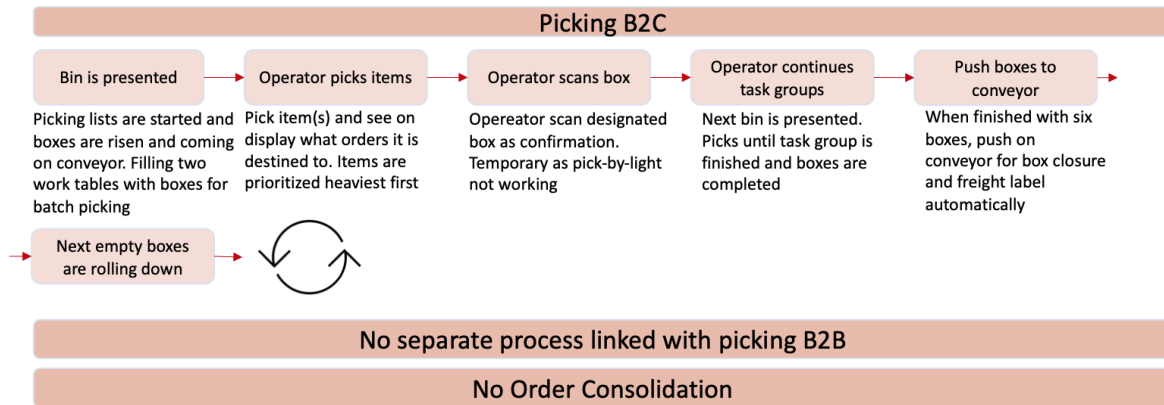 Picking B2C
Bin is presented
Picking lists are started and
boxes are risen and coming
on conveyor. Filling two
work tables with boxes for
batch picking
Operator picks items
Pick item(s) and see on
display what orders it is
destined to. Items are
prioritized heaviest first
Operator scans box
Opereator scan designated
box as confirmation.
Temporary as pick-by-light
not working
Operator continues
task groups
Next bin is presented.
Picks until task group is
finished and boxes are
completed
Push boxes to
conveyor
When finished with six
boxes, push on
conveyor for box closure
and freight label
automatically
Next empty boxes
are rolling down
No separate process linked with picking B2B
No Order Consolidation